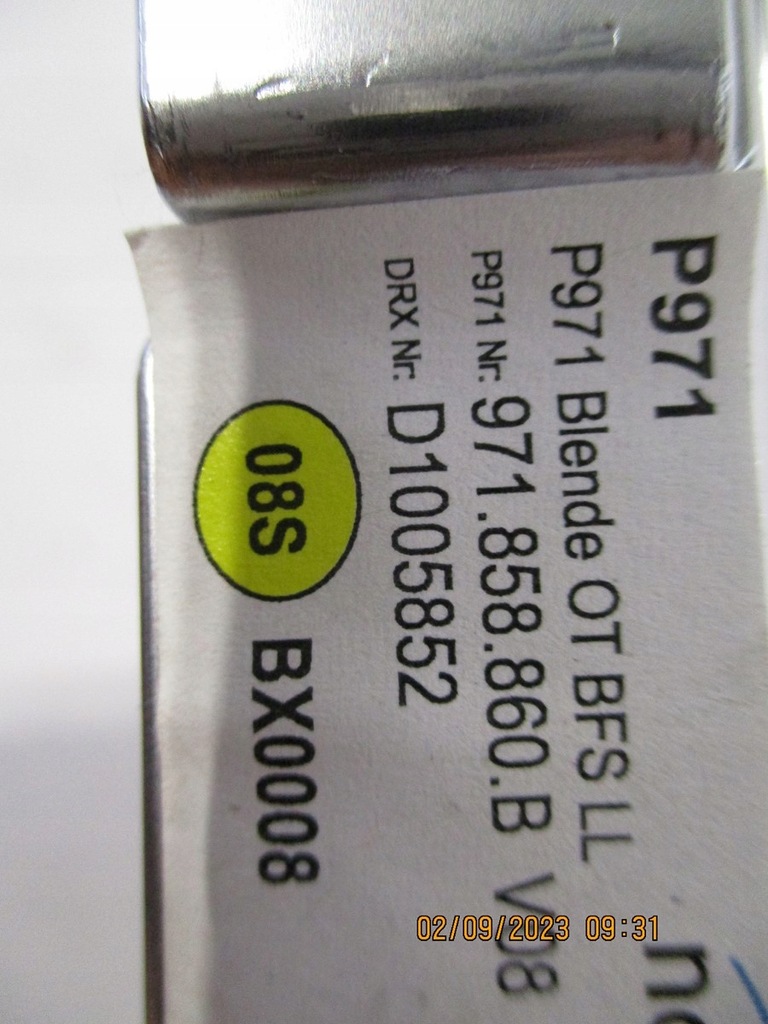 P971
P971 Blende OT BFS LL
P971 Nr: 971.858.860.B V08
DRX Nr: D1005852
08S BX0008
02/09/2023 09:31